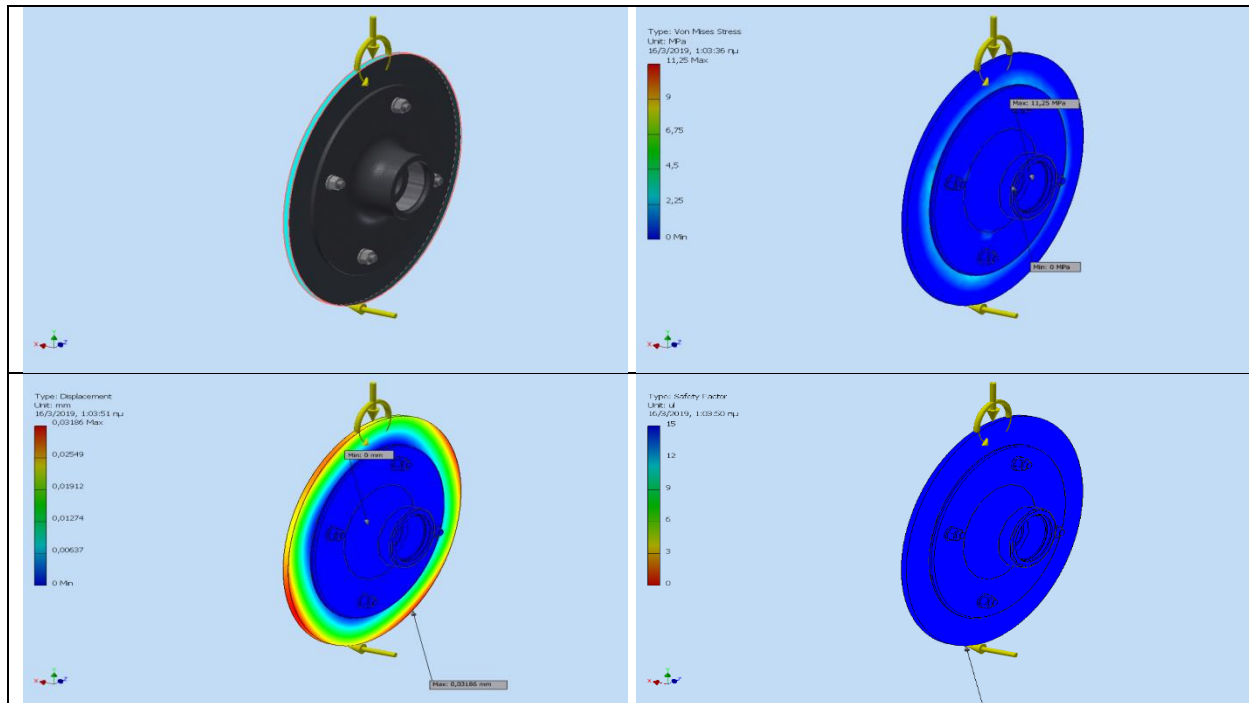 Type: Von Mises Stress
Unit: MPa
16/3/2019, 1:03:36 πμ
11,25 Max
9
6,75
4,5
2,25
0 Min
Max: 11,25 MPa
Min: 0 MPa
Type: Displacement
Unit: mm
16/3/2019, 1:03:51 πμ
0,03186 Max
0,02549
0,01912
0,01274
0,00637
0 Min
Min: 0 mm
Max: 0,03186 mm
Type: Safety Factor
Unit: ul
16/3/2019, 1:03:50 πμ
15
12
9
6
3
0